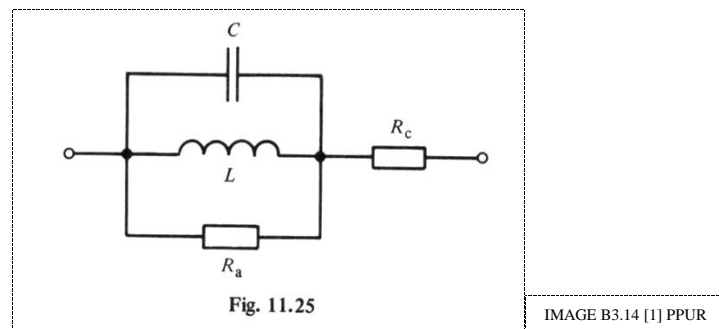 C
R_c
L
R_a
Fig. 11.25
IMAGE B3.14 [1] PPUR